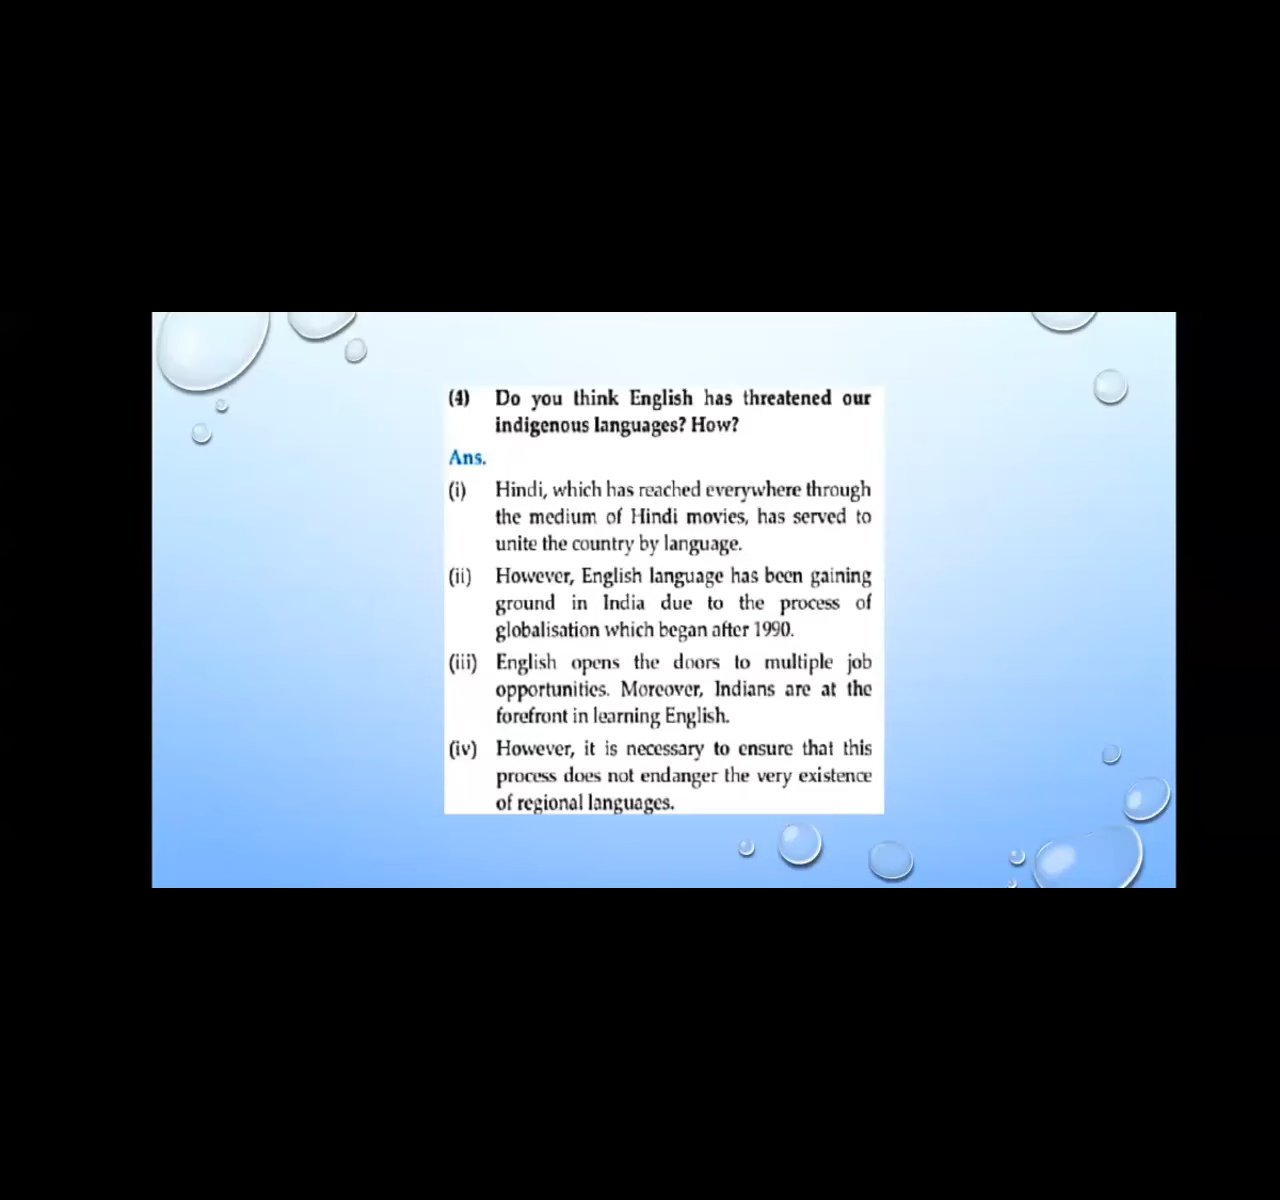 (4) Do you think English has threatened our
indigenous languages? How?
Ans.
(i) Hindi, which has reached everywhere through
the medium of Hindi movies, has served to
unite the country by language.
(ii) However, English language has been gaining
ground in India due to the process of
globalisation which began after 1990.
(iii) English opens the doors to multiple job
opportunities. Moreover, Indians are at the
forefront in learning English.
(iv) However, it is necessary to ensure that this
process does not endanger the very existence
of regional languages.